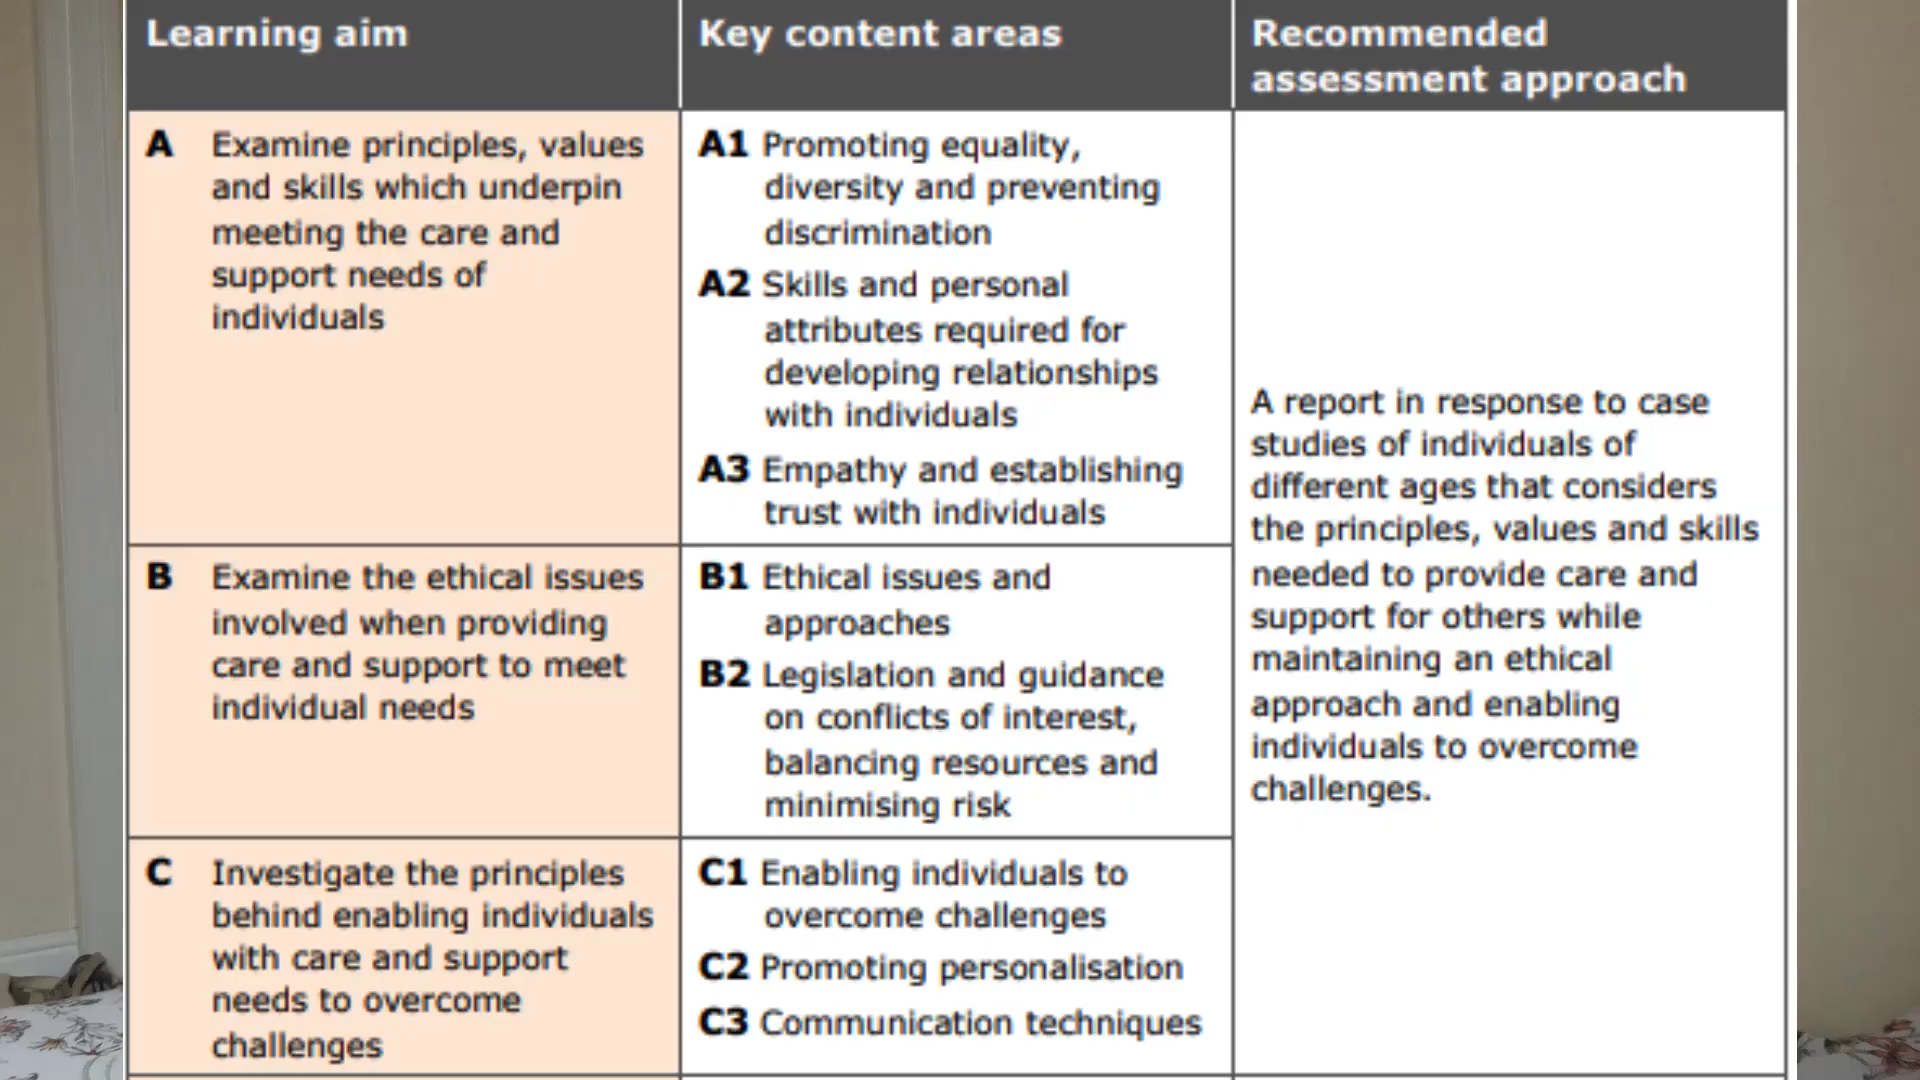 Learning aim
Key content areas
Recommended
assessment approach
A Examine principles, values
and skills which underpin
meeting the care and
support needs of
individuals
A1 Promoting equality,
diversity and preventing
discrimination
A2 Skills and personal
attributes required for
developing relationships
with individuals
A3 Empathy and establishing
trust with individuals
B Examine the ethical issues
involved when providing
care and support to meet
individual needs
B1 Ethical issues and
approaches
B2 Legislation and guidance
on conflicts of interest,
balancing resources and
minimising risk
C Investigate the principles
behind enabling individuals
with care and support
needs to overcome
challenges
C1 Enabling individuals to
overcome challenges
C2 Promoting personalisation
C3 Communication techniques
A report in response to case
studies of individuals of
different ages that considers
the principles, values and skills
needed to provide care and
support for others while
maintaining an ethical
approach and enabling
individuals to overcome
challenges.